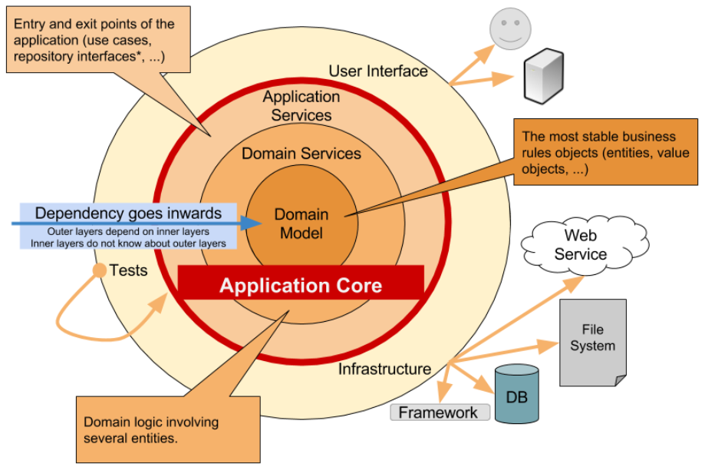 Entry and exit points of the
application (use cases,
repository interfaces*, ...)
User Interface
Application
Services
Domain Services
The most stable business
rules objects (entities, value
objects, ...)
Dependency goes inwards
Outer layers depend on inner layers
Inner layers do not know about outer layers
Domain
Model
Web
Service
Tests
Application Core
File
System
Infrastructure
DB
Framework
Domain logic involving
several entities.